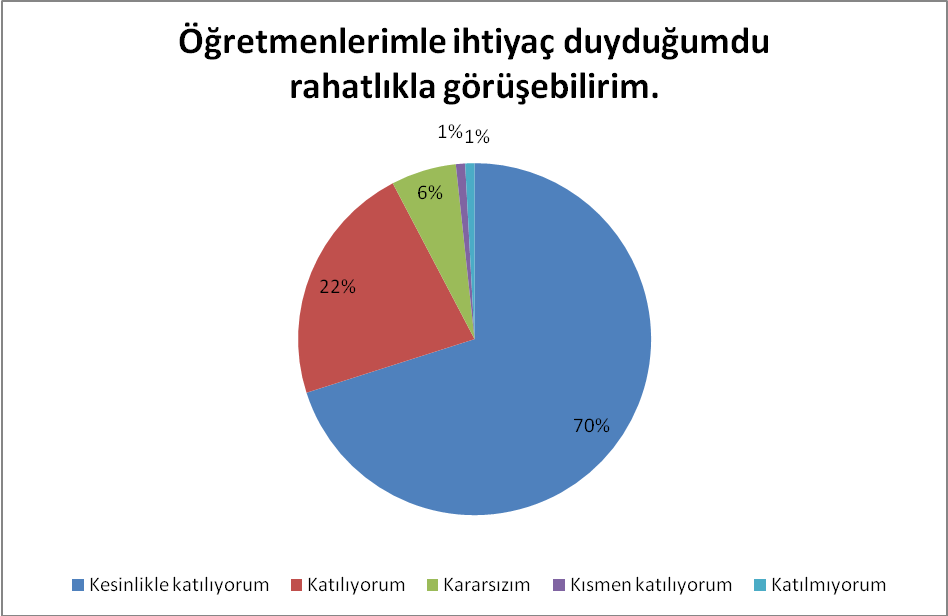 Öğretmenlerimle ihtiyaç duyduğumdu
rahatlıkla görüşebilirim.
1% 1%
6%
22%
70%
Kesinlikle katılıyorum Katılıyorum Kararsızım Kısmen katılıyorum Katılmıyorum